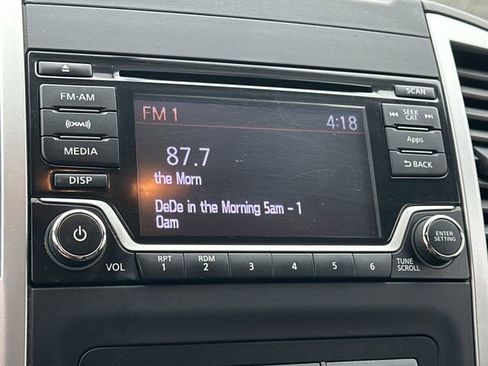 SCAN
FM·AM
FM 1
4:18
SEEK
CAT
((XM))
87.7
Apps
the Morn
MEDIA
BACK
DISP
DeDe in the Morning 5am - 1
0am
ENTER
SETTING
VOL
RPT
1
RDM
2
3
4
5
6
TUNE
SCROLL